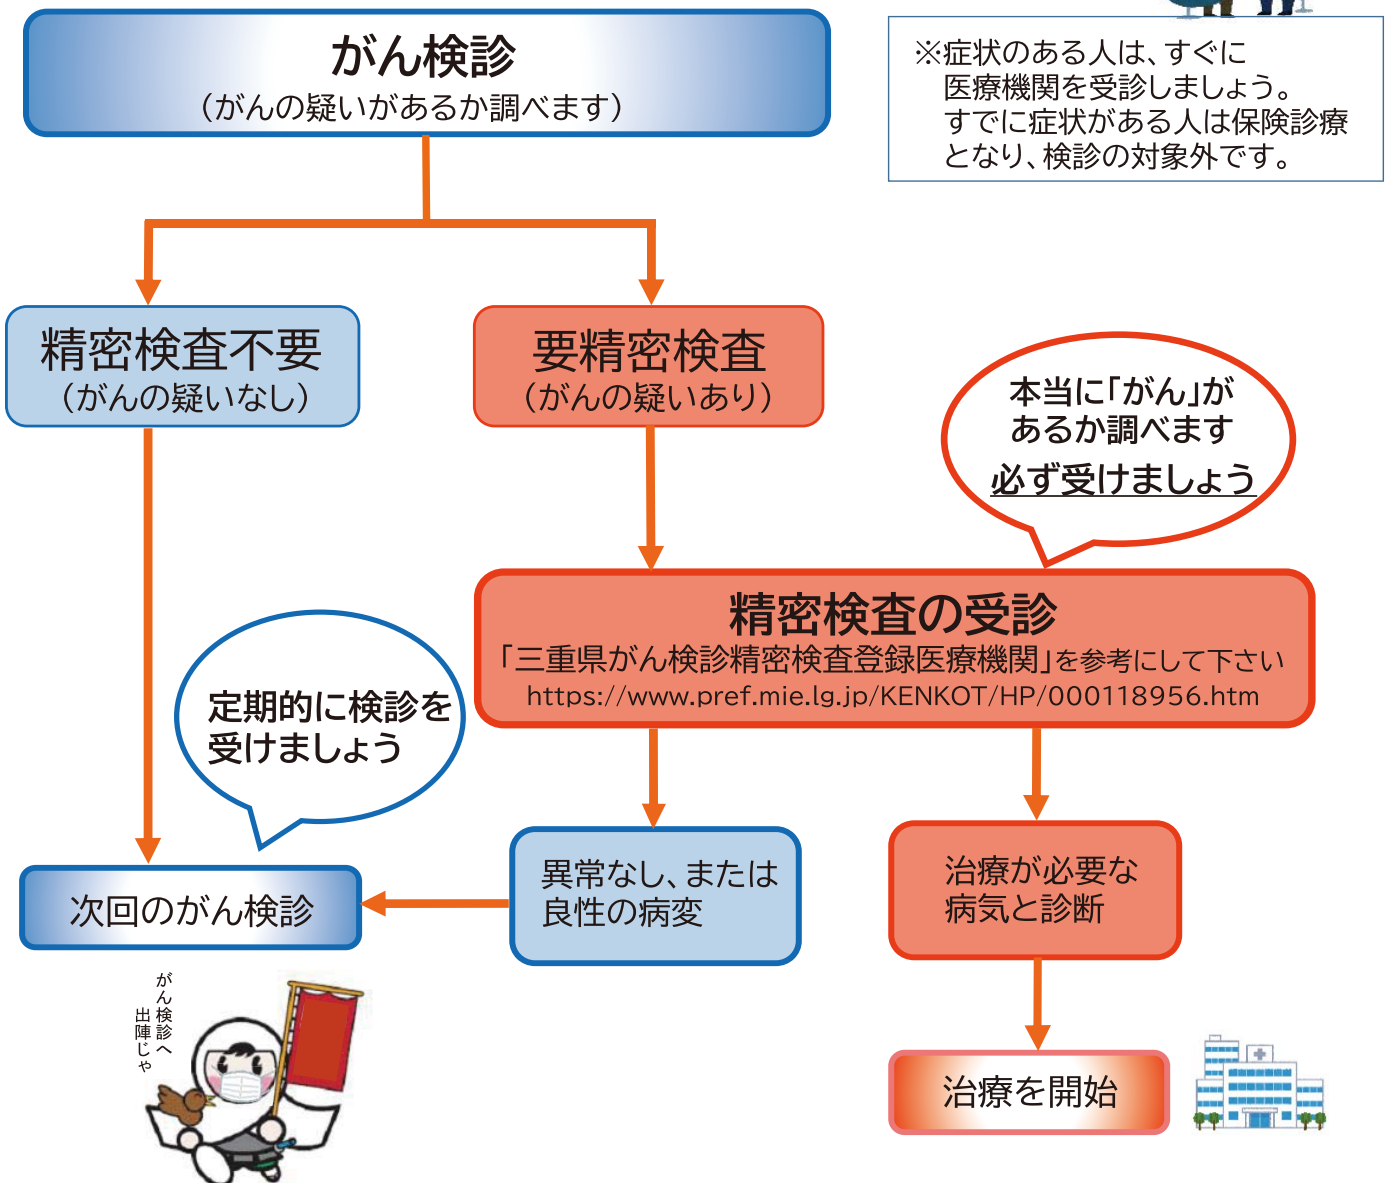 がん検診
（がんの疑いがあるか調べます）
※症状のある人は、すぐに
医療機関を受診しましょう。
すでに症状がある人は保険診療
となり、検診の対象外です。
精密検査不要
（がんの疑いなし）
要精密検査
（がんの疑いあり）
本当に「がん」が
あるか調べます
必ず受けましょう
精密検査の受診
「三重県がん検診精密検査登録医療機関」を参考にして下さい
https://www.pref.mie.lg.jp/KENKOT/HP/000118956.htm
定期的に検診を
受けましょう
異常なし、または
良性の病変
治療が必要な
病気と診断
次回のがん検診
がん検診へ
出陣じゃ
治療を開始